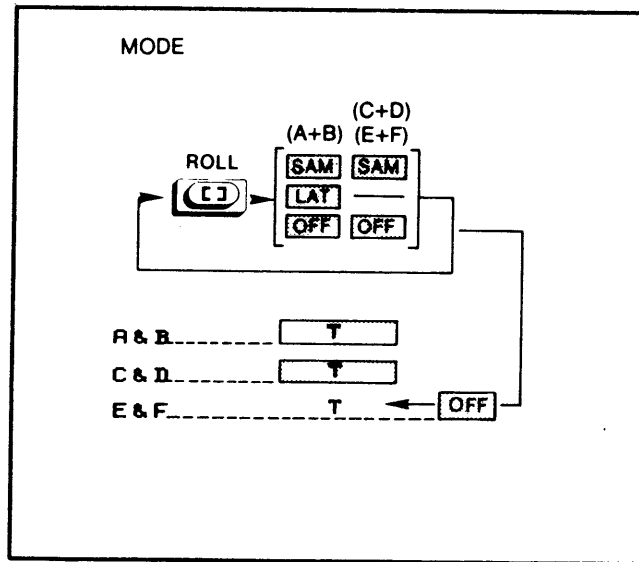 MODE
(C+D)
(A+B) (E+F)
ROLL
SAM SAM
LAT
OFF OFF
A & B T
C & D T
E & F T OFF